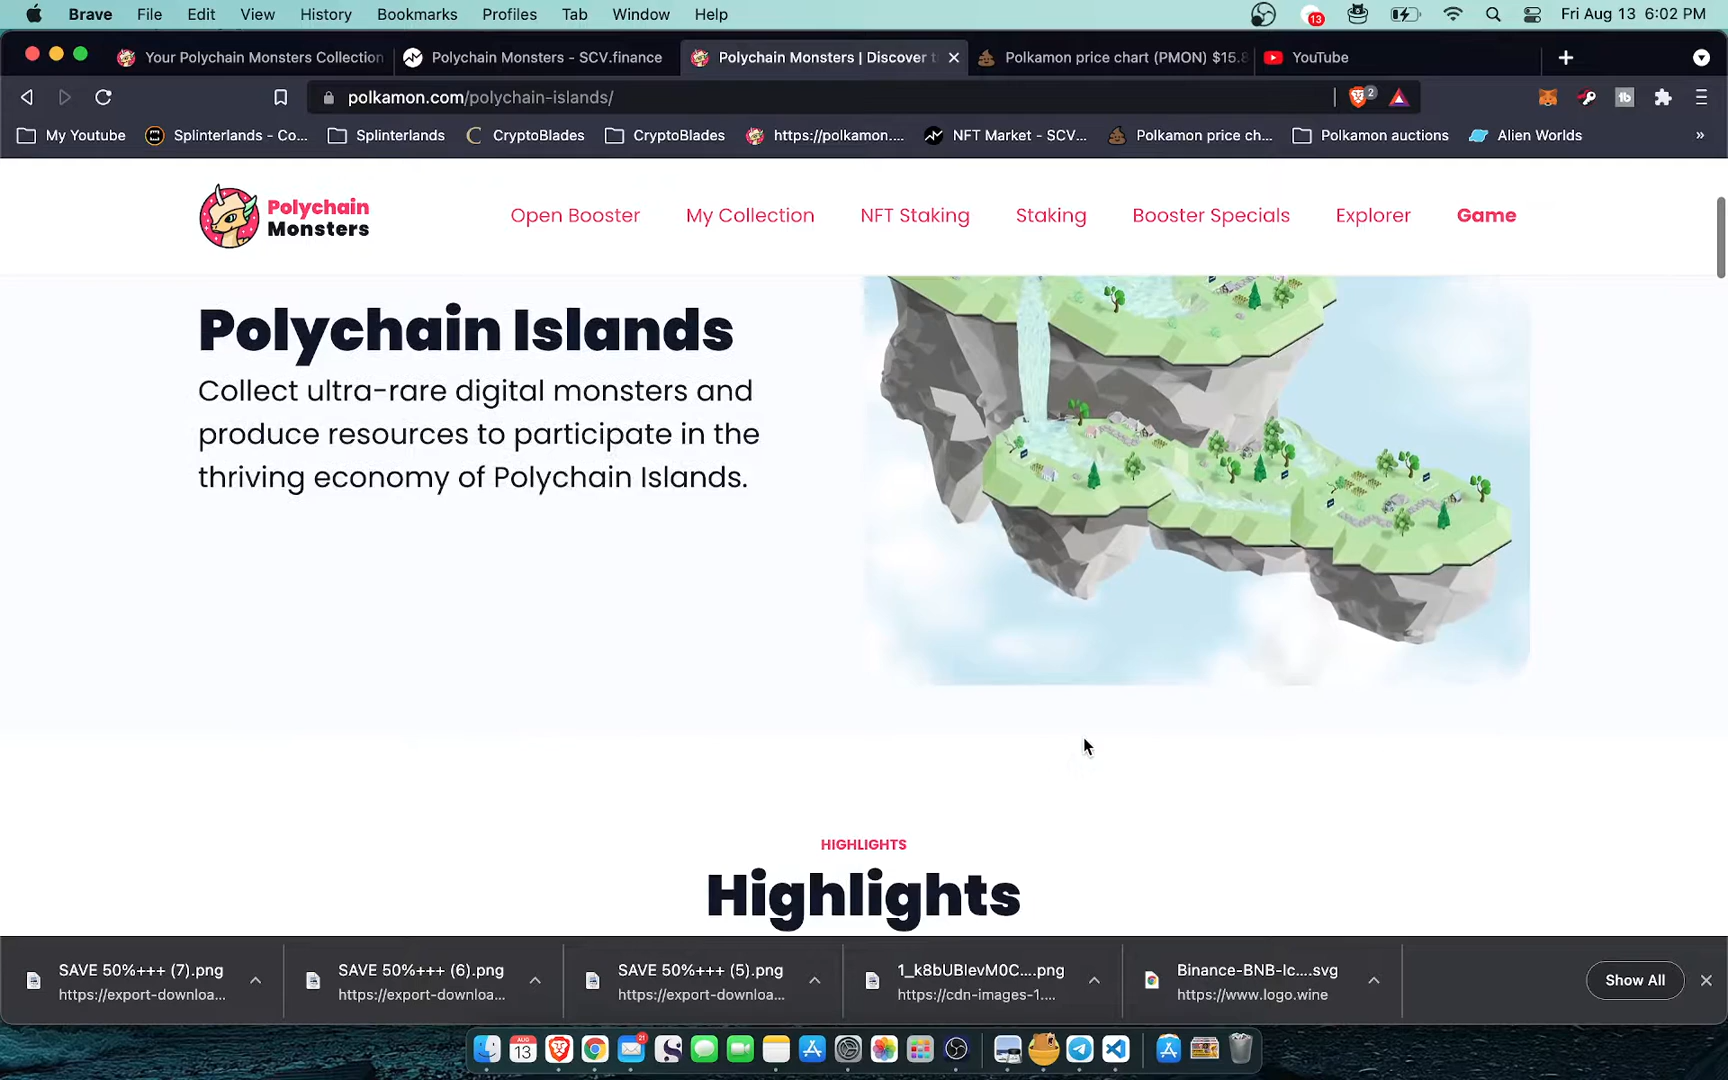 Brave File Edit View History Bookmarks Profiles Tab Window Help 13 Fri Aug 13 6:02 PM
Your Polychain Monsters Collection Polychain Monsters - SCV.finance Polychain Monsters | Discover t Polkamon price chart (PMON) $15.8 YouTube
polkamon.com/polychain-islands/ 2 tb
My Youtube Splinterlands - Co... Splinterlands CryptoBlades CryptoBlades https://polkamon.... NFT Market - SCV... Polkamon price ch... Polkamon auctions Alien Worlds »
Polychain
Monsters
Open Booster My Collection NFT Staking Staking Booster Specials Explorer Game
Polychain Islands
Collect ultra-rare digital monsters and
produce resources to participate in the
thriving economy of Polychain Islands.
HIGHLIGHTS
Highlights
SAVE 50%+++ (7).png SAVE 50%+++ (6).png SAVE 50%+++ (5).png 1_k8bUBlevM0C....png Binance-BNB-Ic....svg
https://export-downloa... https://export-downloa... https://export-downloa... https://cdn-images-1.... https://www.logo.wine
Show All
AUG
13 21